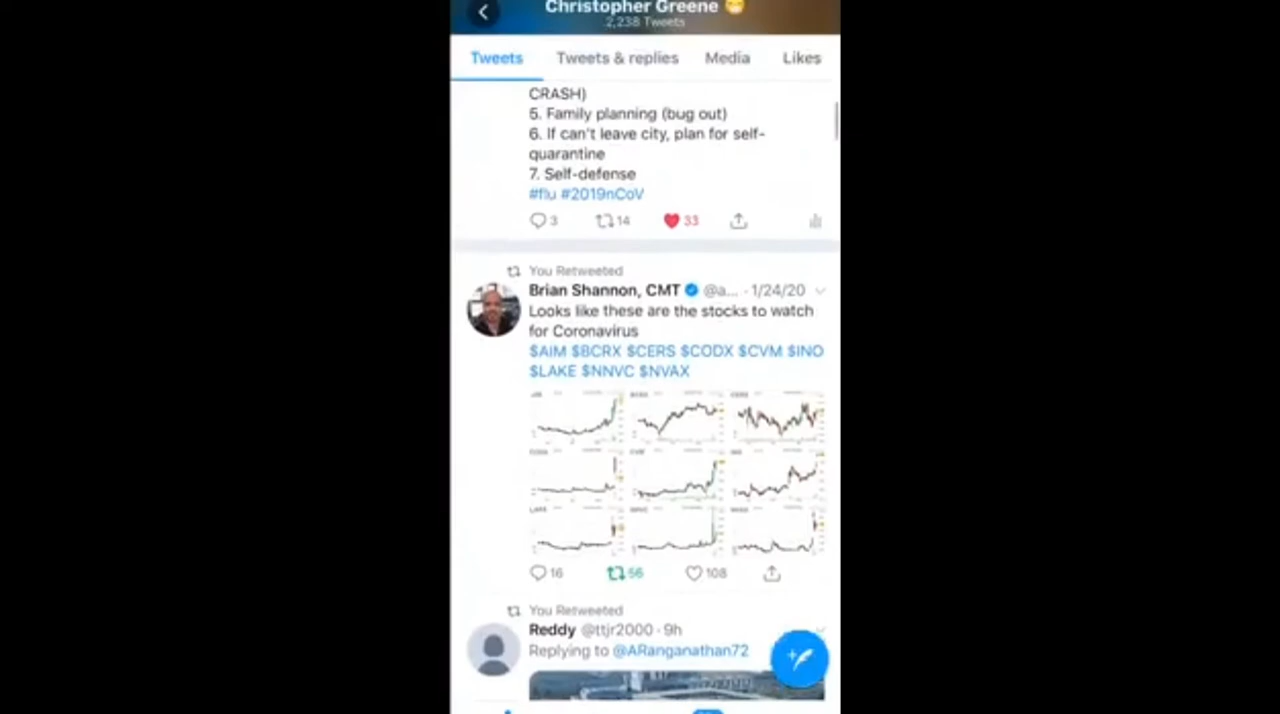 Christopher Greene
2,238 Tweets
Tweets Tweets & replies Media Likes
CRASH)
5. Family planning (bug out)
6. If can't leave city, plan for self-
quarantine
7. Self-defense
#flu #2019nCoV
3 14 33
You Retweeted
Brian Shannon, CMT @a... · 1/24/20
Looks like these are the stocks to watch
for Coronavirus
$AIM $BCRX $CERS $CODX $CVM $INO
$LAKE $NNVC $NVAX
16 56 108
You Retweeted
Reddy @ttjr2000 · 9h
Replying to @ARanganathan72